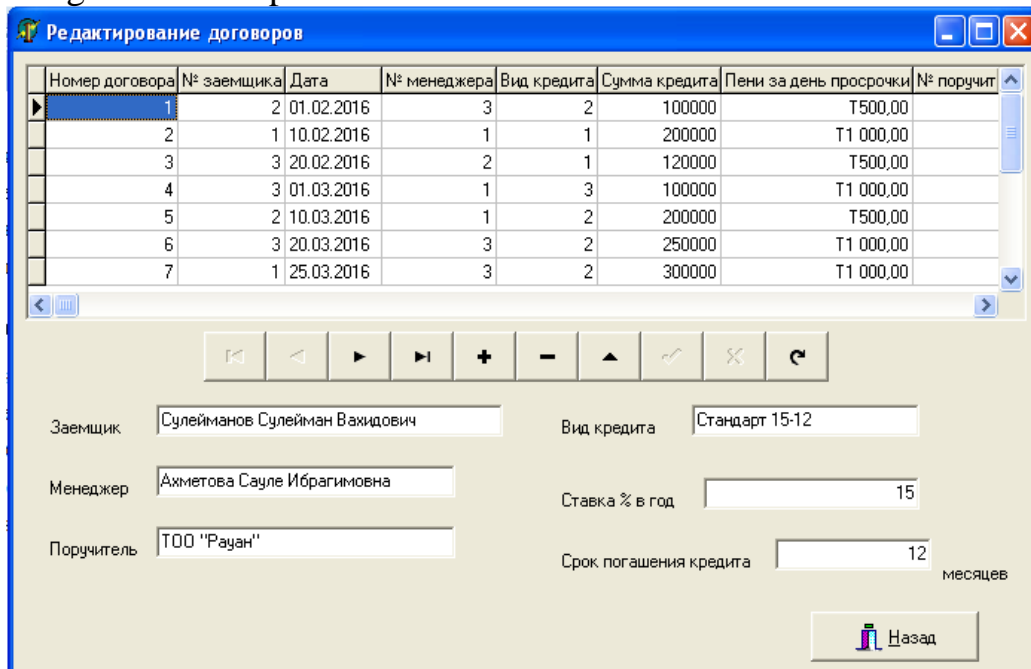 Редактирование договоров
Номер договора № заемщика Дата № менеджера Вид кредита Сумма кредита Пени за день просрочки № поручит
1 2 01.02.2016 3 2 100000 T500,00
2 1 10.02.2016 1 1 200000 T1 000,00
3 3 20.02.2016 2 1 120000 T500,00
4 3 01.03.2016 1 3 100000 T1 000,00
5 2 10.03.2016 1 2 200000 T500,00
6 3 20.03.2016 3 2 250000 T1 000,00
7 1 25.03.2016 3 2 300000 T1 000,00
Заемщик Сулейманов Сулейман Вахидович Вид кредита Стандарт 15-12
Менеджер Ахметова Сауле Ибрагимовна Ставка % в год 15
Поручитель ТОО "Рауан" Срок погашения кредита 12 месяцев
Назад